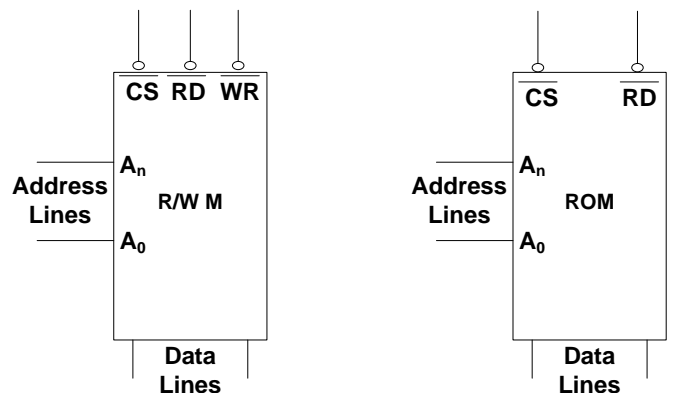 CS RD WR
An
Address
Lines
R/W M
A0
Data
Lines
CS RD
An
Address
Lines
ROM
A0
Data
Lines